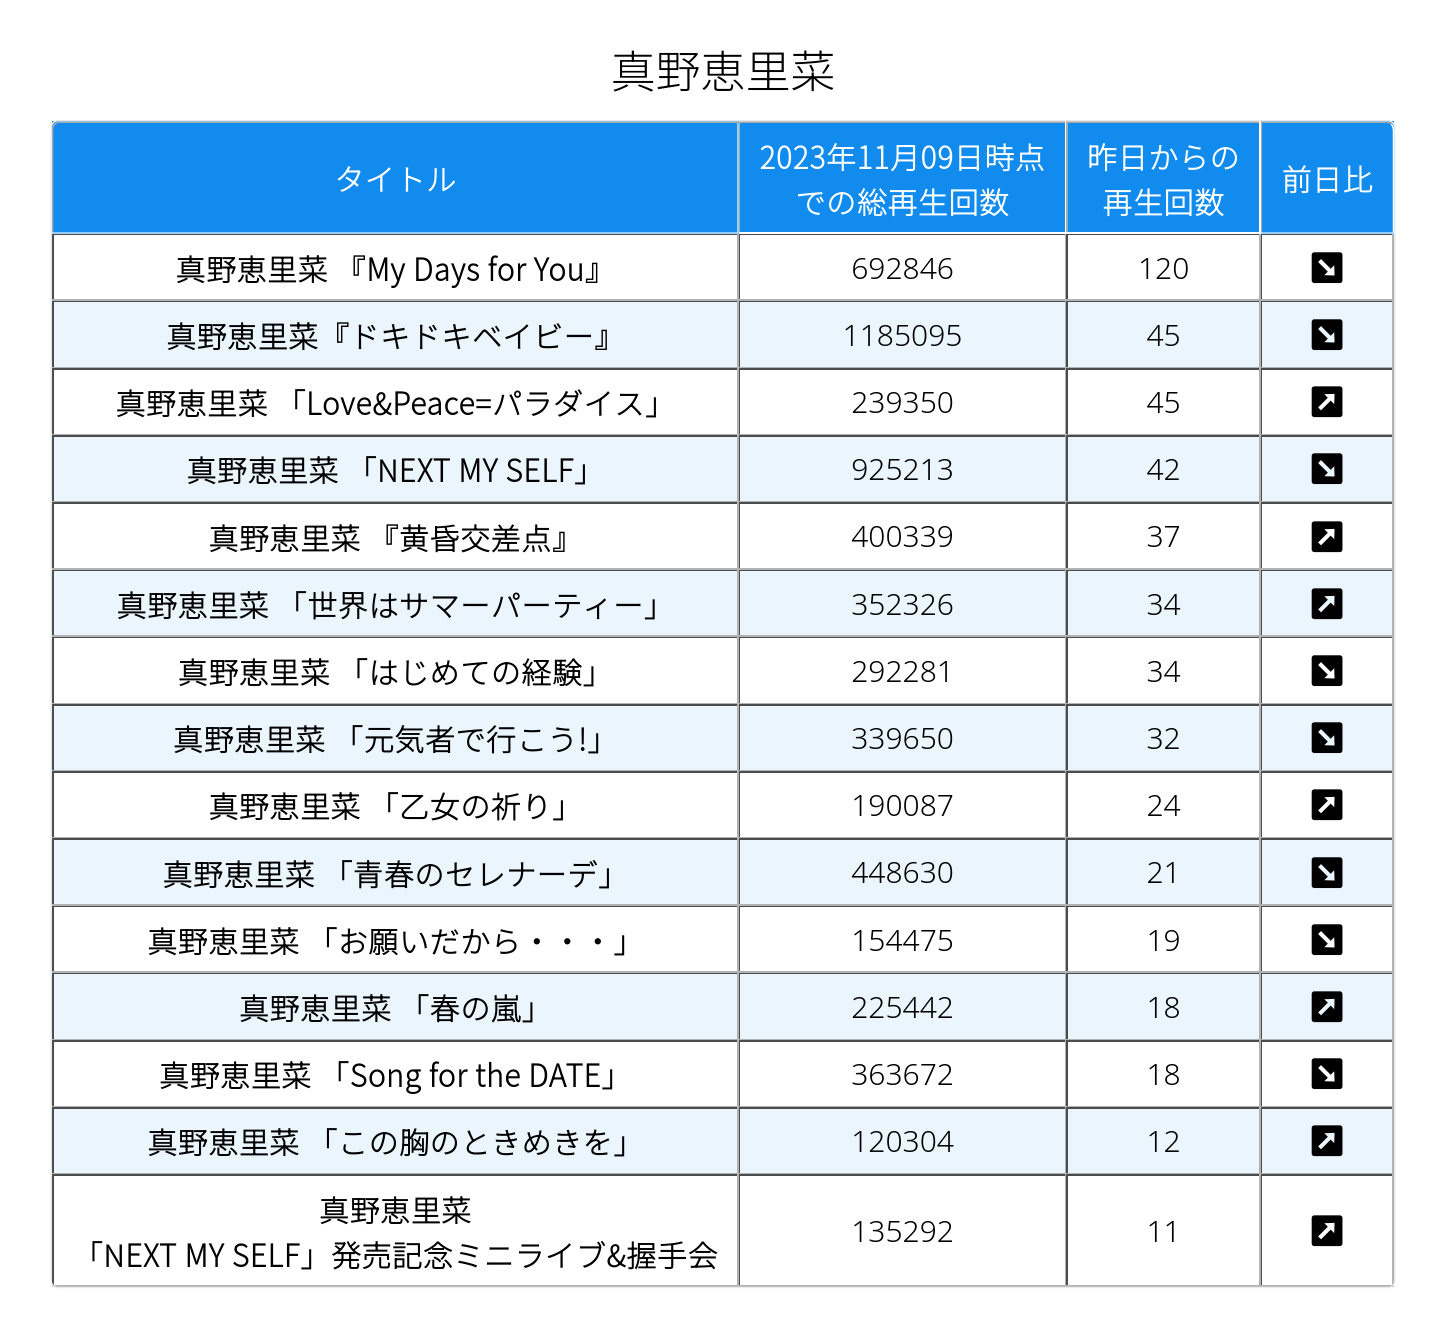 真野恵里菜
タイトル
2023年11月09日時点
での総再生回数
昨日からの
再生回数
前日比
真野恵里菜 『My Days for You』 692846 120 ↘
真野恵里菜『ドキドキベイビー』 1185095 45 ↘
真野恵里菜 「Love&Peace=パラダイス」 239350 45 ↗
真野恵里菜 「NEXT MY SELF」 925213 42 ↘
真野恵里菜 『黄昏交差点』 400339 37 ↗
真野恵里菜 「世界はサマーパーティー」 352326 34 ↗
真野恵里菜 「はじめての経験」 292281 34 ↘
真野恵里菜 「元気者で行こう!」 339650 32 ↘
真野恵里菜 「乙女の祈り」 190087 24 ↗
真野恵里菜 「青春のセレナーデ」 448630 21 ↘
真野恵里菜 「お願いだから・・・」 154475 19 ↘
真野恵里菜 「春の嵐」 225442 18 ↗
真野恵里菜 「Song for the DATE」 363672 18 ↘
真野恵里菜 「この胸のときめきを」 120304 12 ↗
真野恵里菜
「NEXT MY SELF」発売記念ミニライブ&握手会 135292 11 ↗